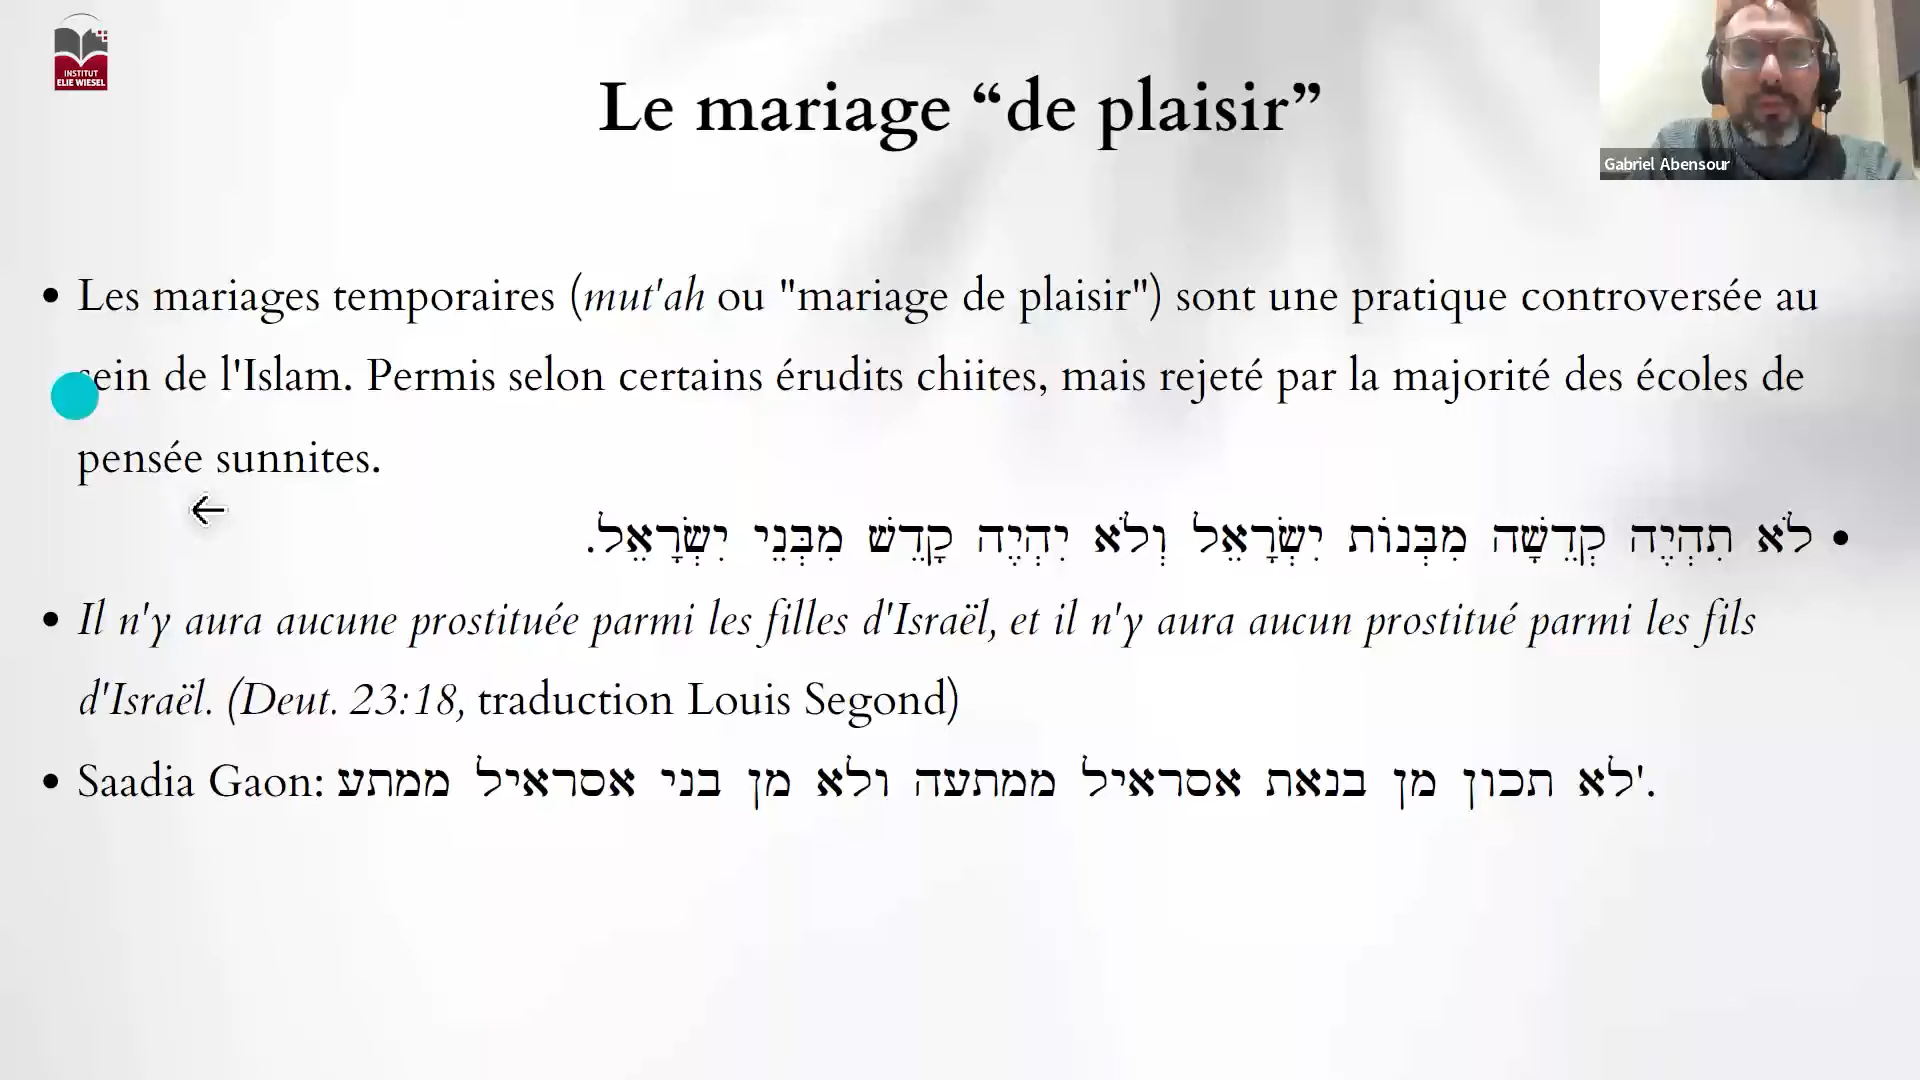 INSTITUT
ELIE WIESEL
Le mariage “de plaisir”
Gabriel Abensour
• Les mariages temporaires (mut'ah ou "mariage de plaisir") sont une pratique controversée au
sein de l'Islam. Permis selon certains érudits chiites, mais rejeté par la majorité des écoles de
pensée sunnites.
• לֹא תִהְיֶה קְדֵשָׁה מִבְּנוֹת יִשְׂרָאֵל וְלֹא יִהְיֶה קָדֵשׁ מִבְּנֵי יִשְׂרָאֵל.
• Il n'y aura aucune prostituée parmi les filles d'Israël, et il n'y aura aucun prostitué parmi les fils
d'Israël. (Deut. 23:18, traduction Louis Segond)
• Saadia Gaon: לא תכון מן בנאת אסראיל ממתעה ולא מן בני אסראיל ממתע'.